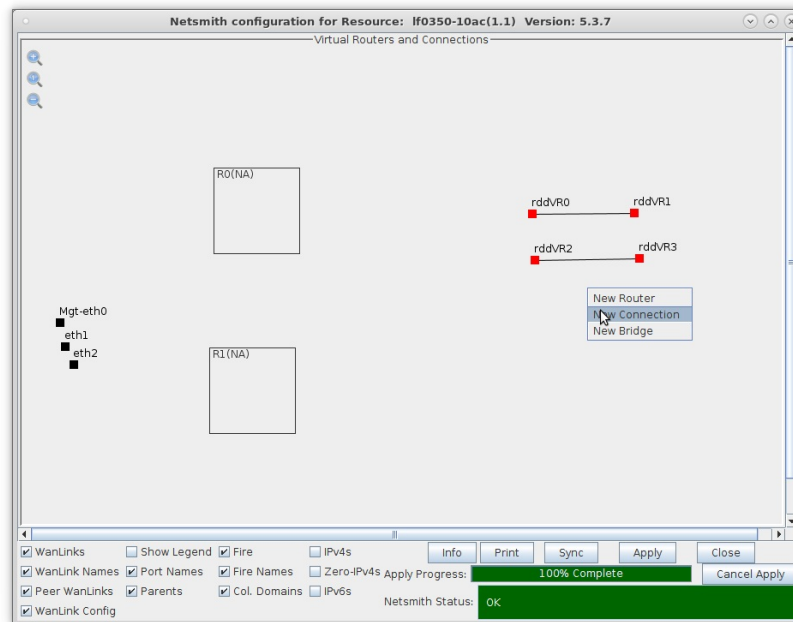 Netsmith configuration for Resource: lf0350-10ac(1.1) Version: 5.3.7
Virtual Routers and Connections
R0(NA)
rddVR0 rddVR1
rddVR2 rddVR3
New Router
New Connection
New Bridge
Mgt-eth0
eth1
eth2
R1(NA)
WanLinks Show Legend Fire IPv4s Info Print Sync Apply Close
WanLink Names Port Names Fire Names Zero-IPv4s Apply Progress: 100% Complete Cancel Apply
Peer WanLinks Parents Col. Domains IPv6s
WanLink Config Netsmith Status: OK